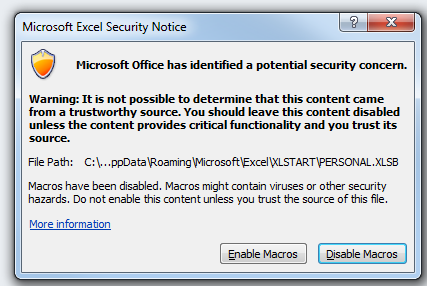 Microsoft Excel Security Notice
Microsoft Office has identified a potential security concern.
Warning: It is not possible to determine that this content came
from a trustworthy source. You should leave this content disabled
unless the content provides critical functionality and you trust its
source.
File Path: C:\...ppData\Roaming\Microsoft\Excel\XLSTART\PERSONAL.XLSB
Macros have been disabled. Macros might contain viruses or other security
hazards. Do not enable this content unless you trust the source of this file.
More information
Enable Macros Disable Macros